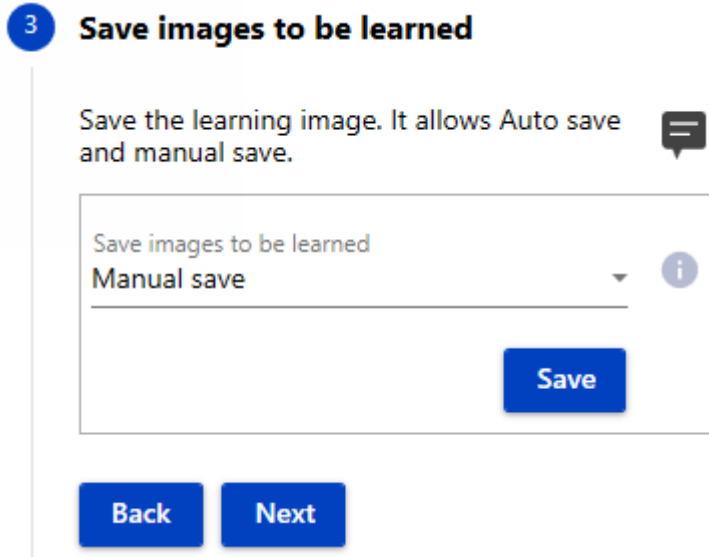 3
Save images to be learned
Save the learning image. It allows Auto save
and manual save.
Save images to be learned
Manual save
i
Save
Back
Next